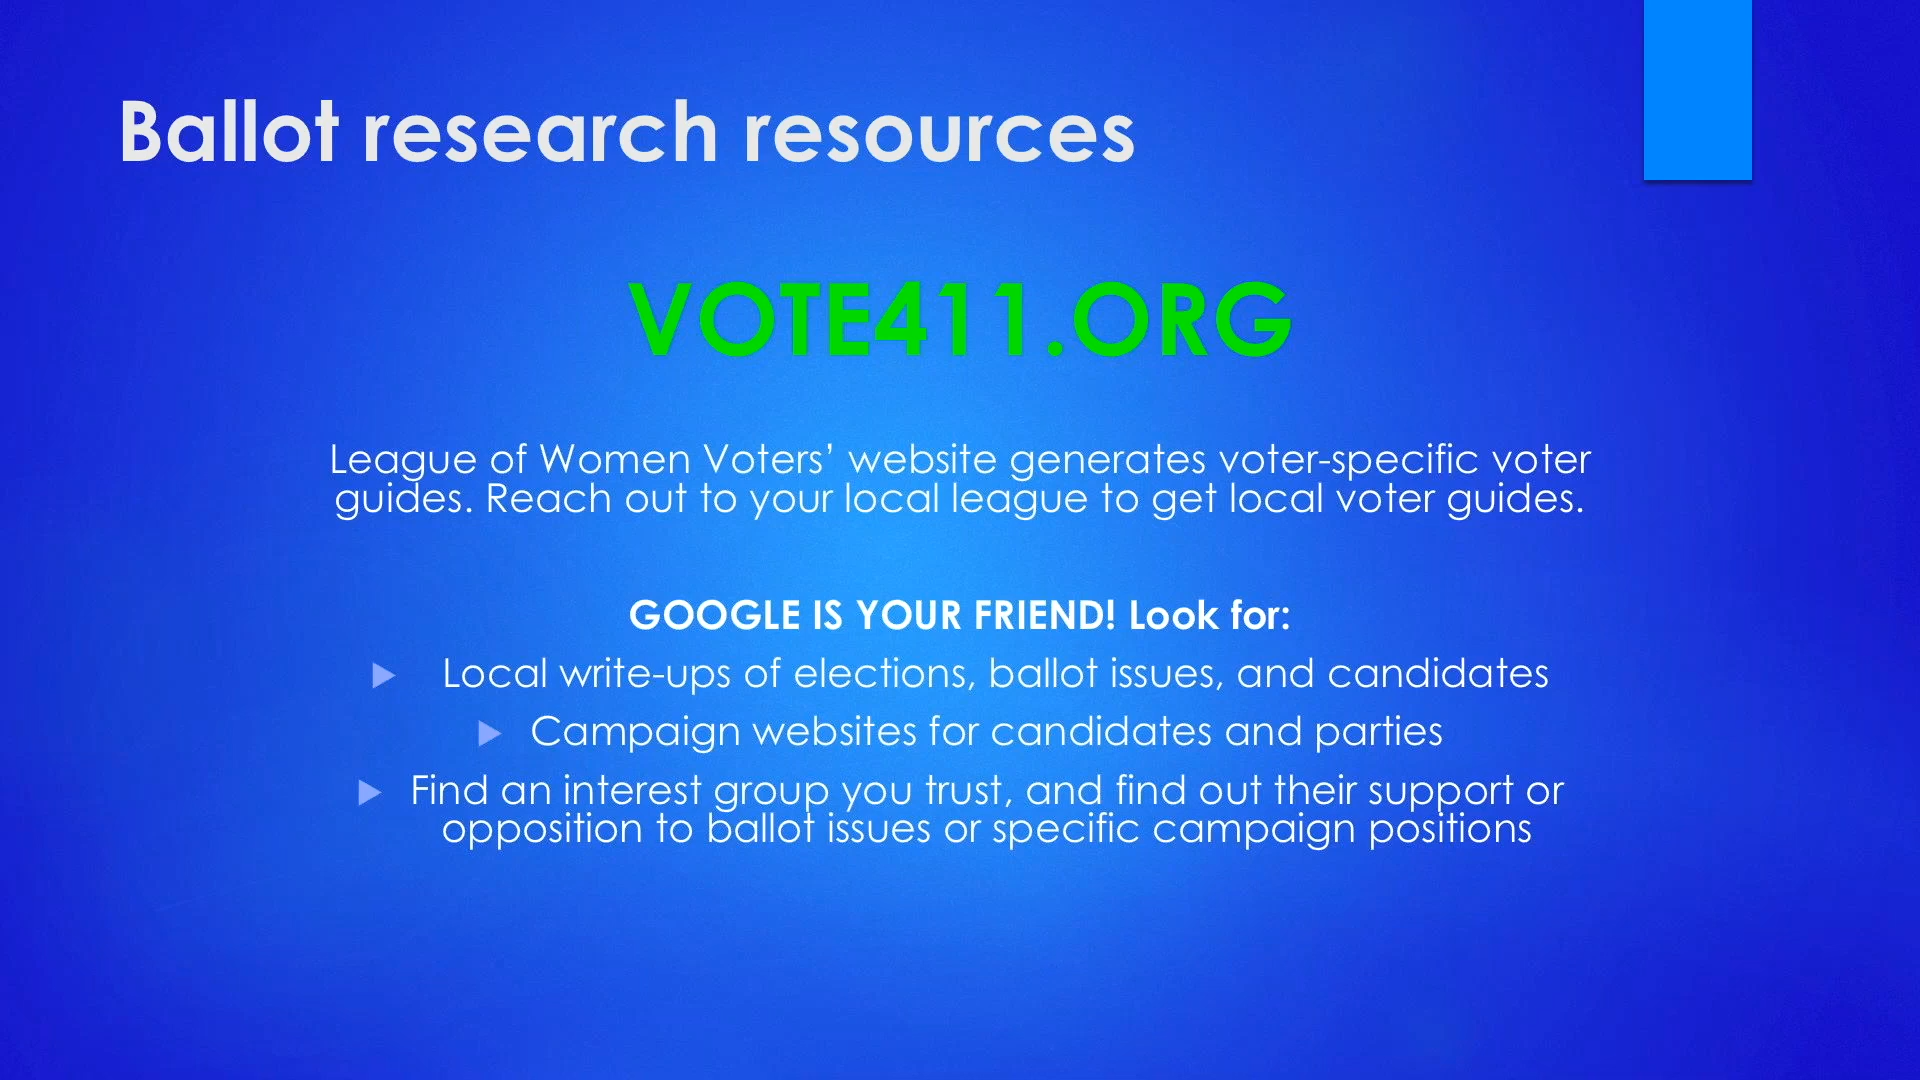 Ballot research resources
VOTE411.ORG
League of Women Voters’ website generates voter-specific voter
guides. Reach out to your local league to get local voter guides.
GOOGLE IS YOUR FRIEND! Look for:
Local write-ups of elections, ballot issues, and candidates
Campaign websites for candidates and parties
Find an interest group you trust, and find out their support or
opposition to ballot issues or specific campaign positions